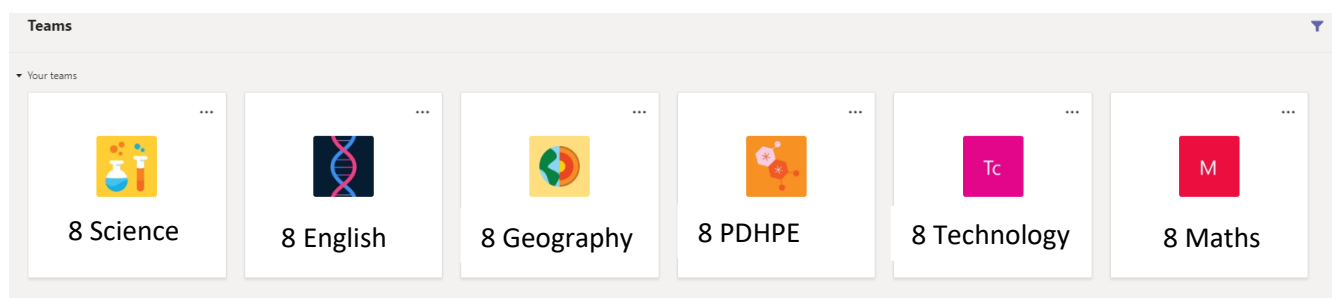 Teams
Your teams
... ... ... ... ... ...
Tc M
8 Science 8 English 8 Geography 8 PDHPE 8 Technology 8 Maths